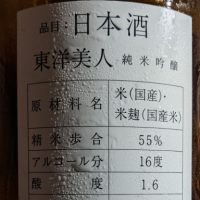 品目：日本酒
東洋美人 純米吟醸
原材料名 米（国産）・
米麹（国産米）
精米歩合 55%
アルコール分 16度
酸度 1.6